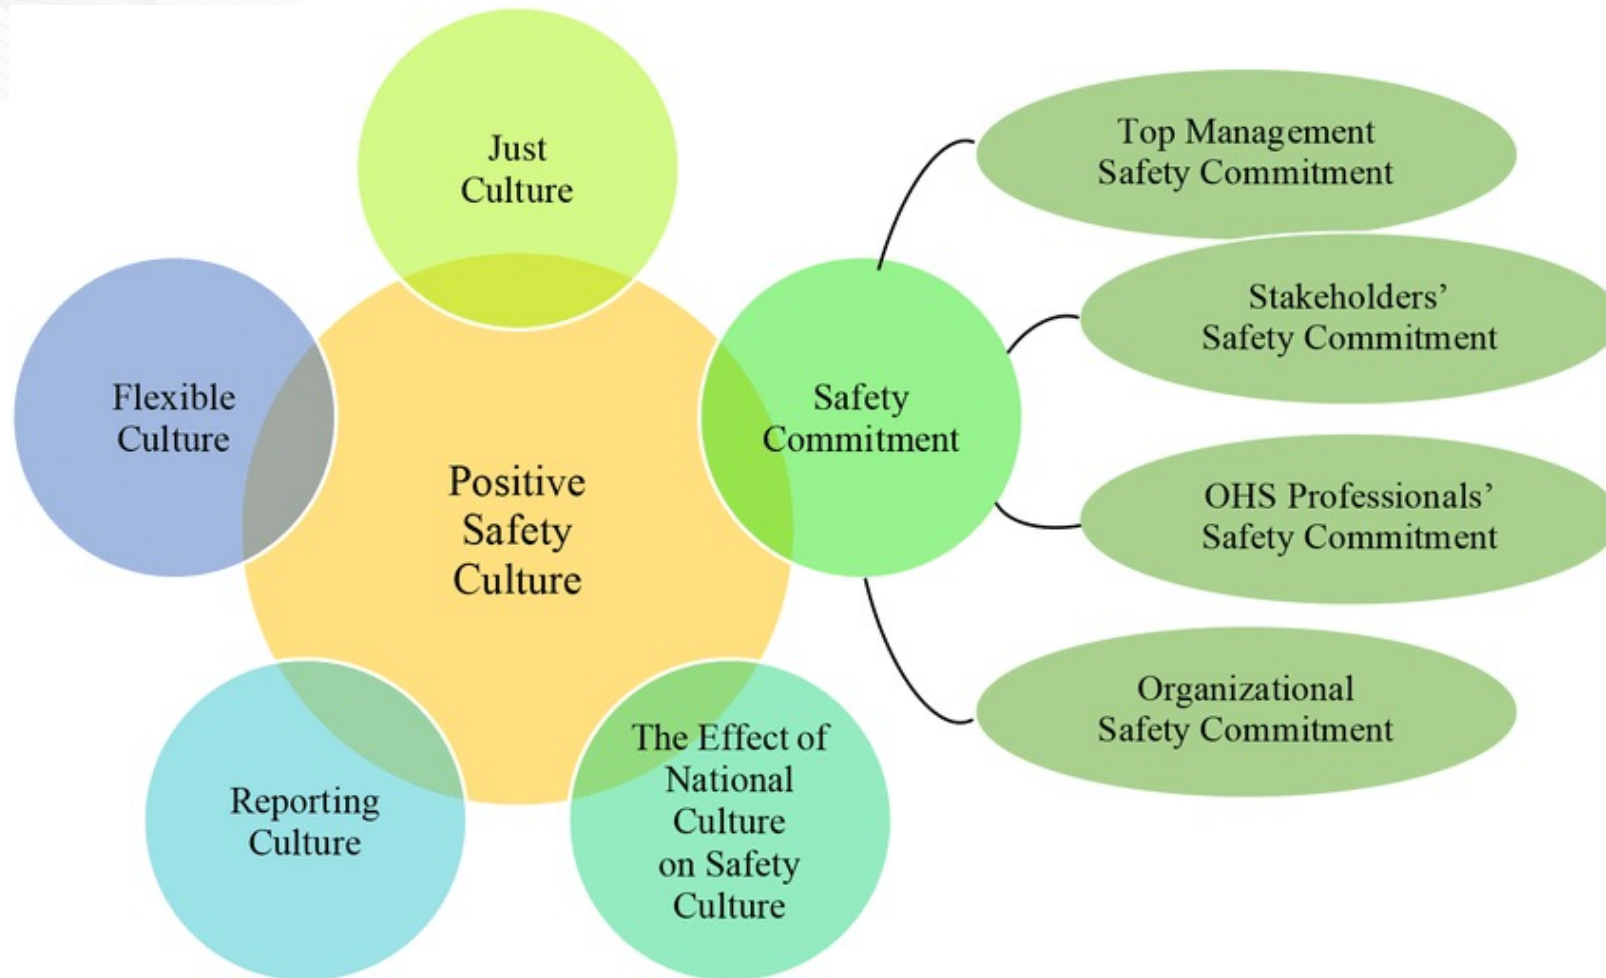 Just
Culture
Flexible
Culture
Positive
Safety
Culture
Safety
Commitment
Reporting
Culture
The Effect of
National
Culture
on Safety
Culture
Top Management
Safety Commitment
Stakeholders’
Safety Commitment
OHS Professionals’
Safety Commitment
Organizational
Safety Commitment